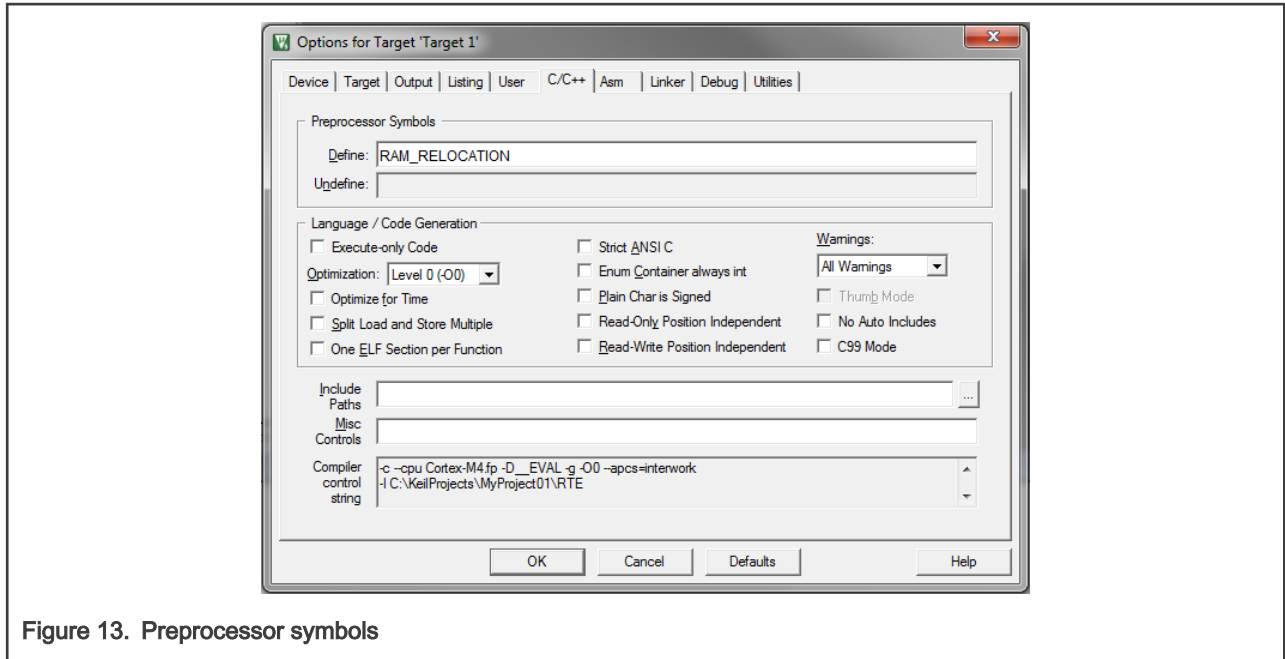 Options for Target 'Target 1'
Device Target Output Listing User C/C++ Asm Linker Debug Utilities
Preprocessor Symbols
Define: RAM_RELOCATION
Undefine:
Language / Code Generation
Execute-only Code Strict ANSI C Warnings:
Optimization: Level 0 (-O0) Enum Container always int All Warnings
Optimize for Time Plain Char is Signed Thumb Mode
Split Load and Store Multiple Read-Only Position Independent No Auto Includes
One ELF Section per Function Read-Write Position Independent C99 Mode
Include
Paths
...
Misc
Controls
Compiler
control
string
-c --cpu Cortex-M4.fp -D__EVAL -g -O0 --apcs=interwork
-I C:\KeilProjects\MyProject01\RTE
OK Cancel Defaults Help
Figure 13. Preprocessor symbols